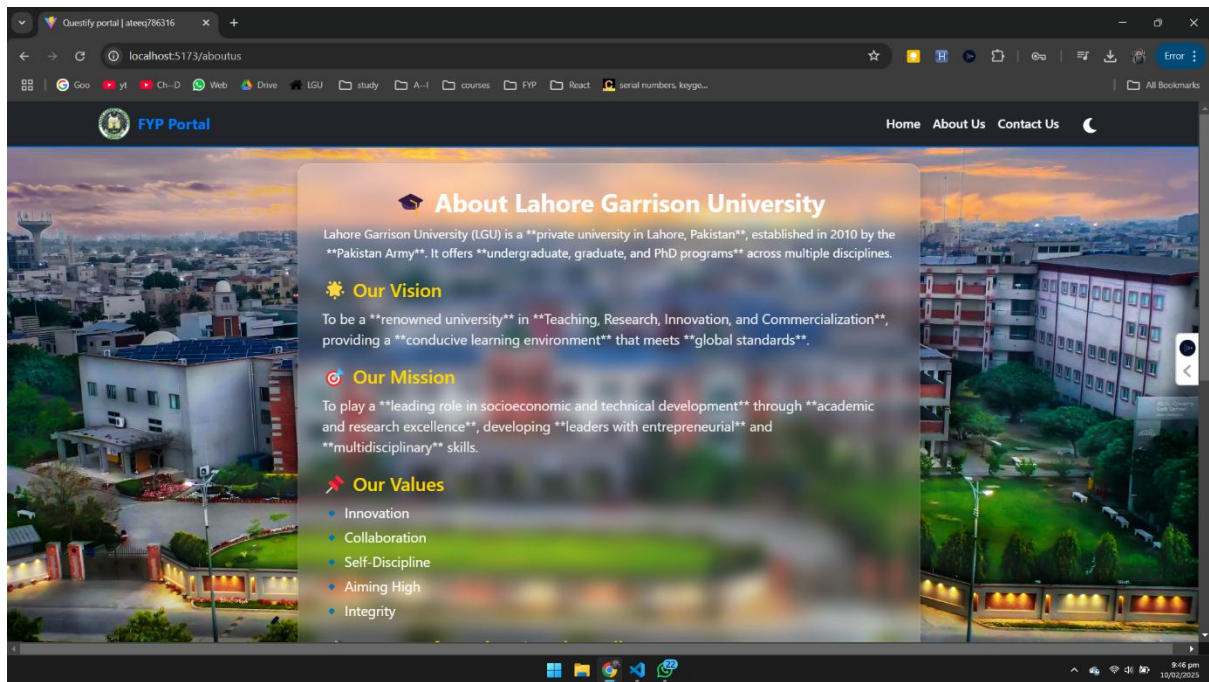 Questify portal | ateeq786316
localhost:5173/aboutus
Error
Goo
yt
Ch--D
Web
Drive
LGU
study
A--I
courses
FYP
React
serial numbers, keyge...
All Bookmarks
FYP Portal
Home About Us Contact Us
About Lahore Garrison University
Lahore Garrison University (LGU) is a **private university in Lahore, Pakistan**, established in 2010 by the
**Pakistan Army**. It offers **undergraduate, graduate, and PhD programs** across multiple disciplines.
Our Vision
To be a **renowned university** in **Teaching, Research, Innovation, and Commercialization**,
providing a **conducive learning environment** that meets **global standards**.
Our Mission
To play a **leading role in socioeconomic and technical development** through **academic
and research excellence**, developing **leaders with entrepreneurial** and
**multidisciplinary** skills.
Our Values
Innovation
Collaboration
Self-Discipline
Aiming High
Integrity
22
9:46 pm
10/02/2025